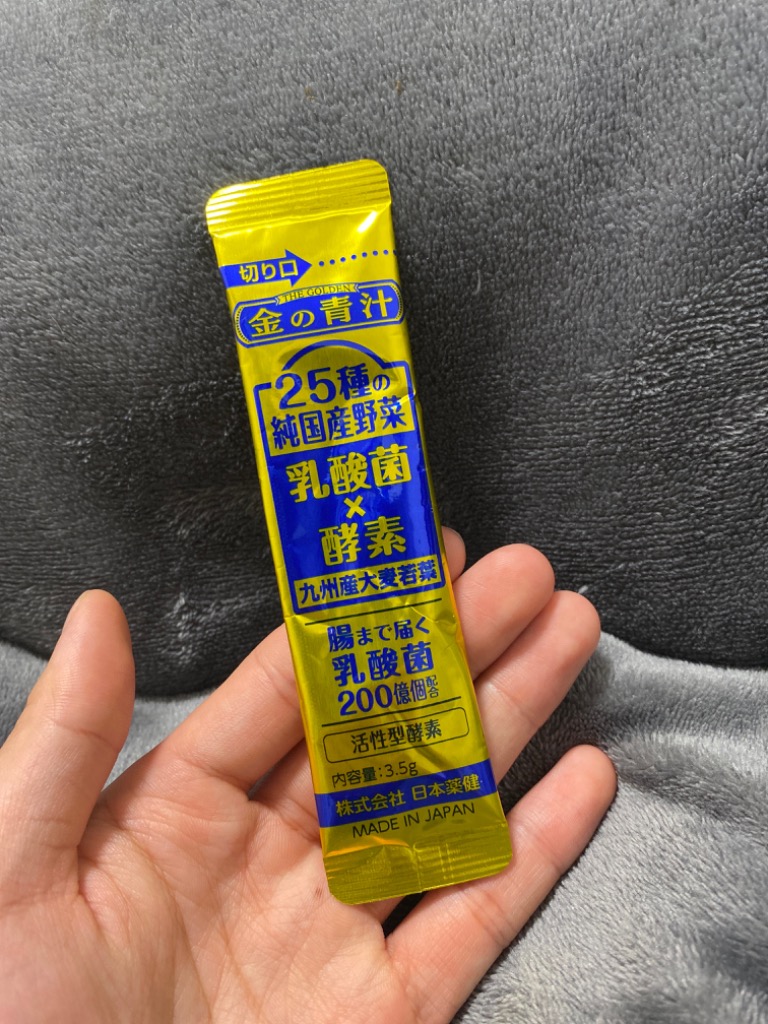 切り口
THE GOLDEN
金の青汁
25種の
純国産野菜
乳酸菌
×
酵素
九州産大麦若葉
腸まで届く
乳酸菌
200億個配合
活性型酵素
内容量:3.5g
株式会社 日本薬健
MADE IN JAPAN